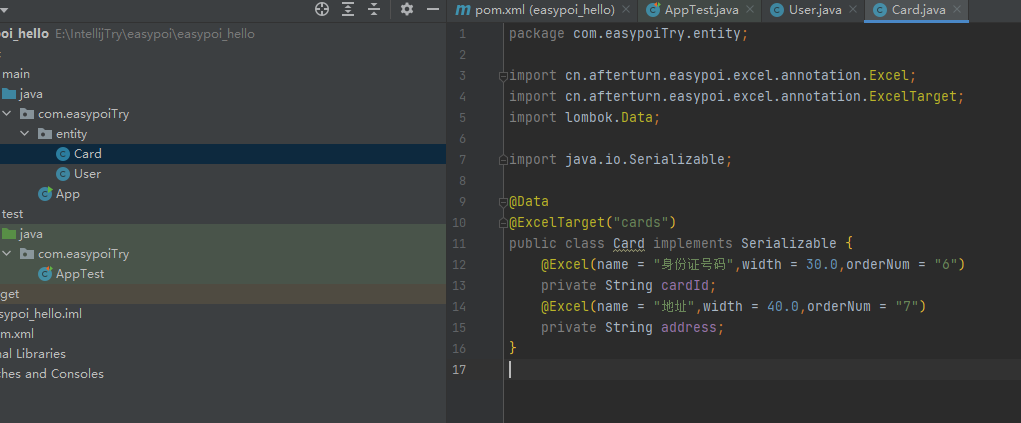 pom.xml (easypoi_hello)
AppTest.java
User.java
Card.java
oi_hello E:\IntellijTry\easypoi\easypoi_hello
main
java
com.easypoiTry
entity
Card
User
App
test
java
com.easypoiTry
AppTest
get
sypoi_hello.iml
m.xml
nal Libraries
ches and Consoles
1 package com.easypoiTry.entity;
2
3 import cn.afterturn.easypoi.excel.annotation.Excel;
4 import cn.afterturn.easypoi.excel.annotation.ExcelTarget;
5 import lombok.Data;
6
7 import java.io.Serializable;
8
9 @Data
10 @ExcelTarget("cards")
11 public class Card implements Serializable {
12 @Excel(name = "身份证号码",width = 30.0,orderNum = "6")
13 private String cardId;
14 @Excel(name = "地址",width = 40.0,orderNum = "7")
15 private String address;
16 }
17